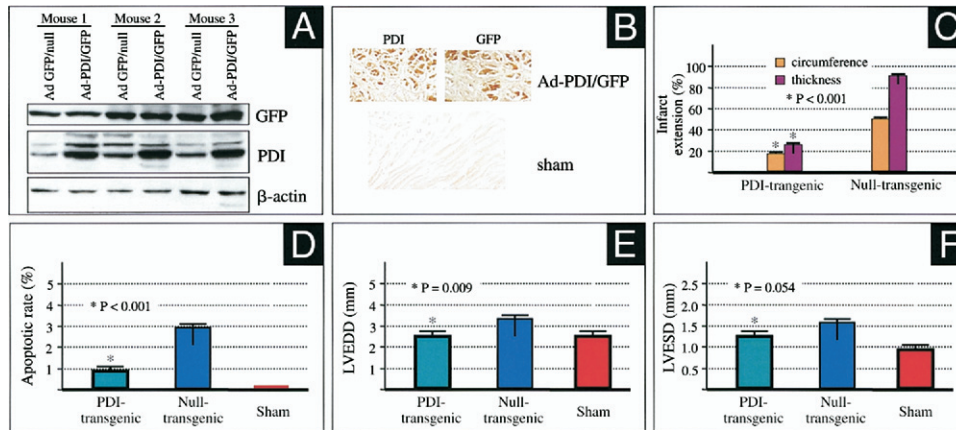 A
Mouse 1 Mouse 2 Mouse 3
Ad GFP/null Ad-PDI/GFP Ad GFP/null Ad-PDI/GFP Ad GFP/null Ad-PDI/GFP
GFP
PDI
β-actin
B
PDI GFP
Ad-PDI/GFP
sham
C
circumference
thickness
* P < 0.001
Infarct
extension (%)
100
80
60
40
20
* *
PDI-trangenic Null-transgenic
D
Apoptotic rate (%)
5
4
3
2
1
* P < 0.001
*
PDI-
transgenic
Null-
transgenic
Sham
E
LVEDD (mm)
5
4
3
2
1
* P = 0.009
*
PDI-
transgenic
Null-
transgenic
Sham
F
LVESD (mm)
2.5
2.0
1.5
1.0
0.5
* P = 0.054
*
PDI-
transgenic
Null-
transgenic
Sham